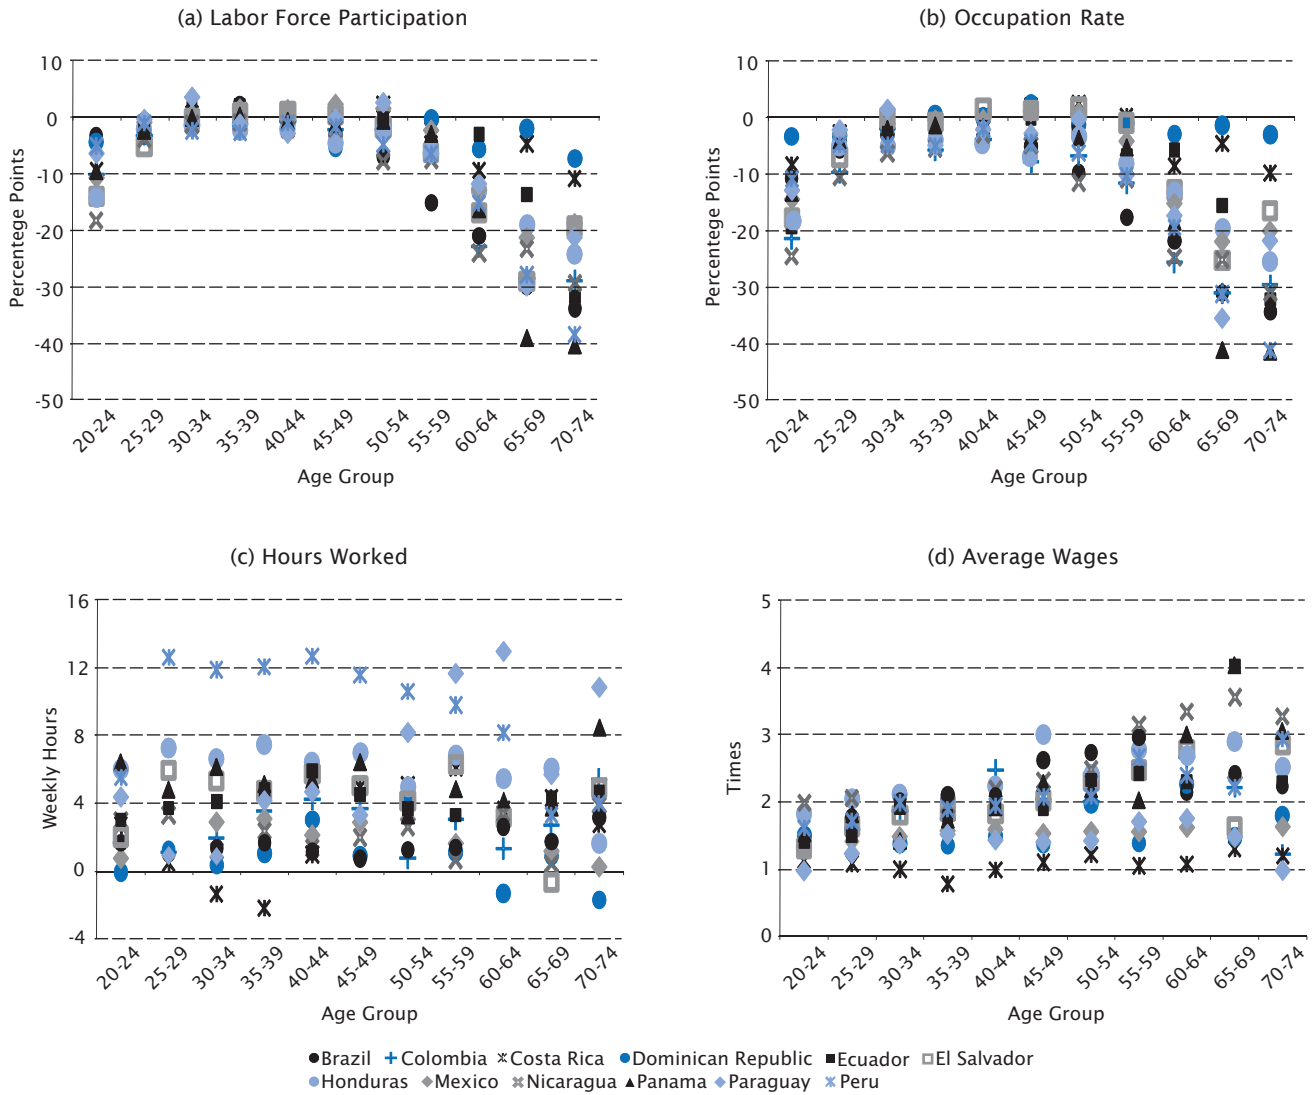 (a) Labor Force Participation
10
0
-10
-20
-30
-40
-50
Percentege Points
20-24 25-29 30-34 35-39 40-44 45-49 50-54 55-59 60-64 65-69 70-74
Age Group
(b) Occupation Rate
10
0
-10
-20
-30
-40
-50
Percentege Points
20-24 25-29 30-34 35-39 40-44 45-49 50-54 55-59 60-64 65-69 70-74
Age Group
(c) Hours Worked
16
12
8
4
0
-4
Weekly Hours
20-24 25-29 30-34 35-39 40-44 45-49 50-54 55-59 60-64 65-69 70-74
Age Group
(d) Average Wages
5
4
3
2
1
0
Times
20-24 25-29 30-34 35-39 40-44 45-49 50-54 55-59 60-64 65-69 70-74
Age Group
Brazil Colombia Costa Rica Dominican Republic Ecuador El Salvador
Honduras Mexico Nicaragua Panama Paraguay Peru